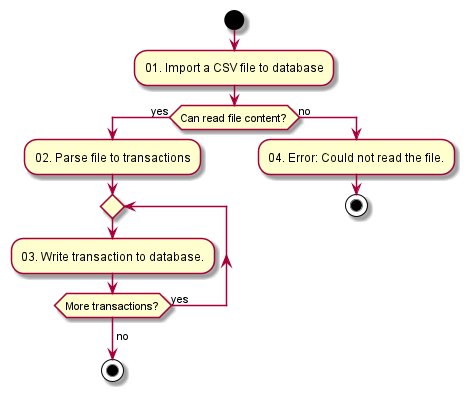 01. Import a CSV file to database
yes
Can read file content?
no
02. Parse file to transactions
04. Error: Could not read the file.
03. Write transaction to database.
More transactions?
yes
no